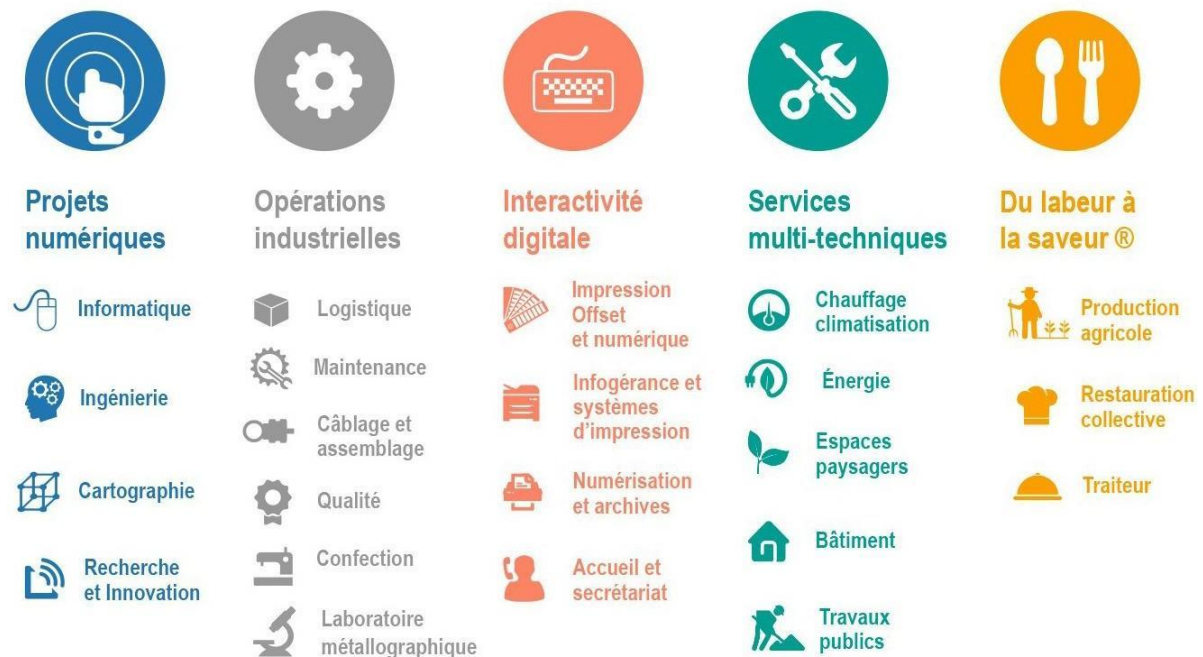 Projets
numériques
Informatique
Ingénierie
Cartographie
Recherche
et Innovation
Opérations
industrielles
Logistique
Maintenance
Câblage et
assemblage
Qualité
Confection
Laboratoire
métallographique
Interactivité
digitale
Impression
Offset
et numérique
Infogérance et
systèmes
d'impression
Numérisation
et archives
Accueil et
secrétariat
Services
multi-techniques
Chauffage
climatisation
Énergie
Espaces
paysagers
Bâtiment
Travaux
publics
Du labeur à
la saveur ®
Production
agricole
Restauration
collective
Traiteur